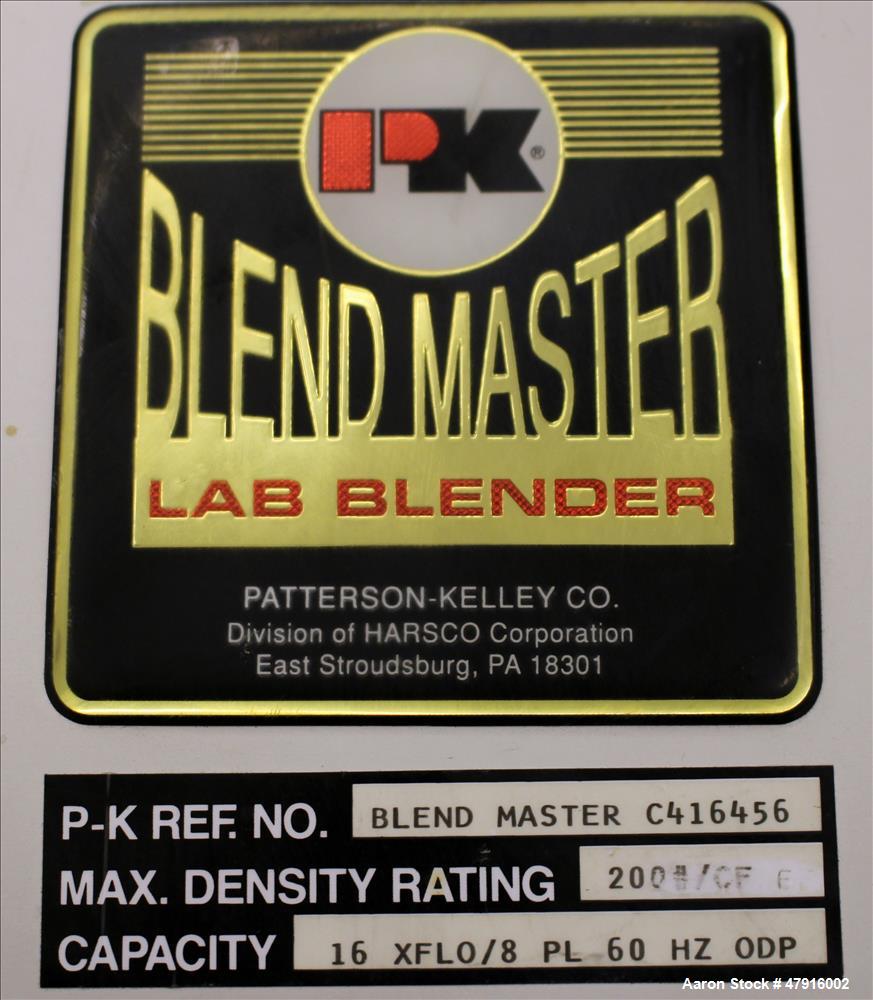 PK®
BLEND MASTER
LAB BLENDER
PATTERSON-KELLEY CO.
Division of HARSCO Corporation
East Stroudsburg, PA 18301
P-K REF. NO. BLEND MASTER C416456
MAX. DENSITY RATING 200#/CF E
CAPACITY 16 XFLO/8 PL 60 HZ ODP
Aaron Stock # 47916002